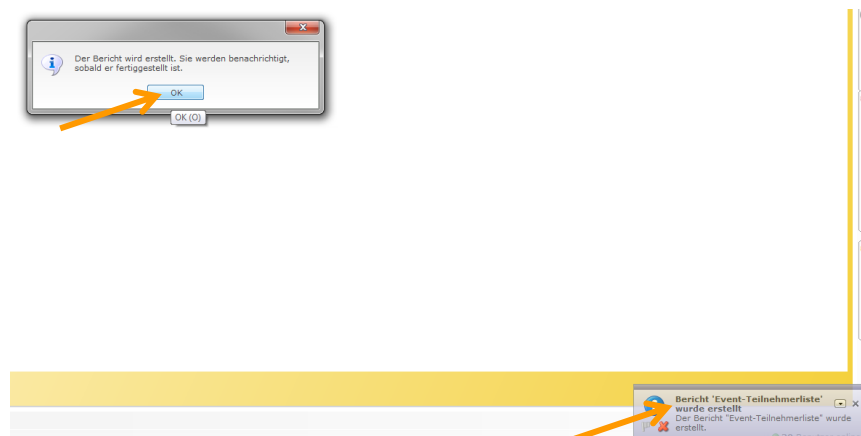 Der Bericht wird erstellt. Sie werden benachrichtigt,
sobald er fertiggestellt ist.
OK
OK (O)
Bericht 'Event-Teilnehmerliste'
wurde erstellt
Der Bericht "Event-Teilnehmerliste" wurde
erstellt.